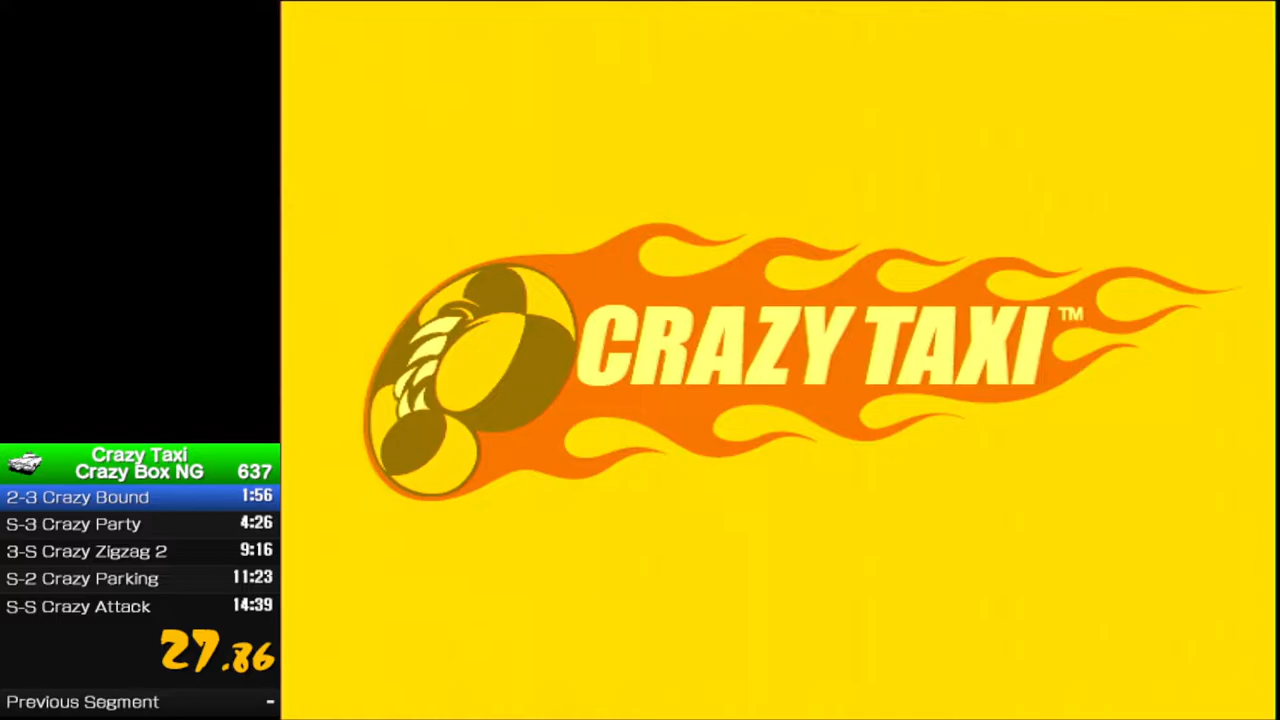 Crazy Taxi
Crazy Box NG 637
2-3 Crazy Bound 1:56
S-3 Crazy Party 4:26
3-S Crazy Zigzag 2 9:16
S-2 Crazy Parking 11:23
S-S Crazy Attack 14:39
27.86
Previous Segment -
CRAZY TAXI™